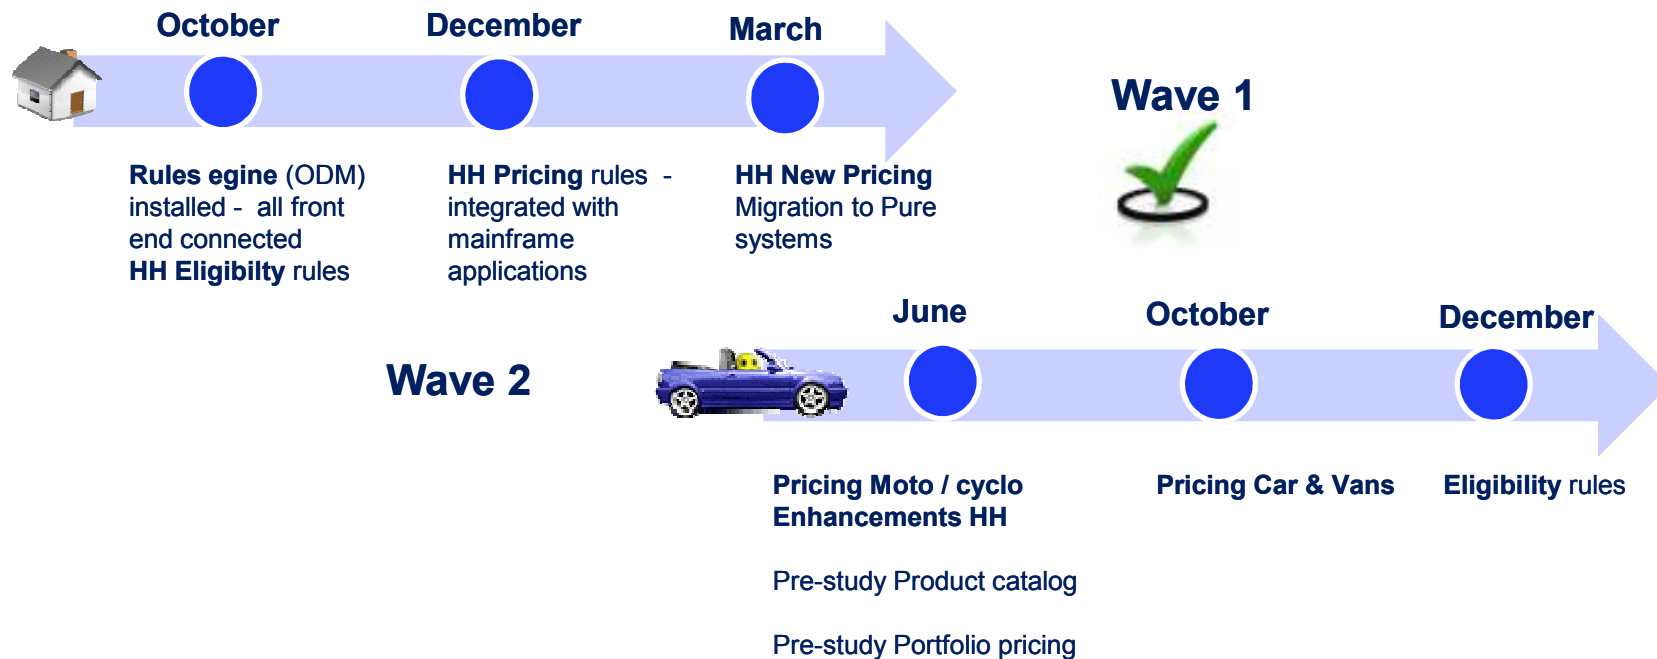 October
December
March
Wave 1
Rules egine (ODM)
installed - all front
end connected
HH Eligibilty rules
HH Pricing rules -
integrated with
mainframe
applications
HH New Pricing
Migration to Pure
systems
Wave 2
June
October
December
Pricing Moto / cyclo
Enhancements HH
Pre-study Product catalog
Pre-study Portfolio pricing
Pricing Car & Vans
Eligibility rules